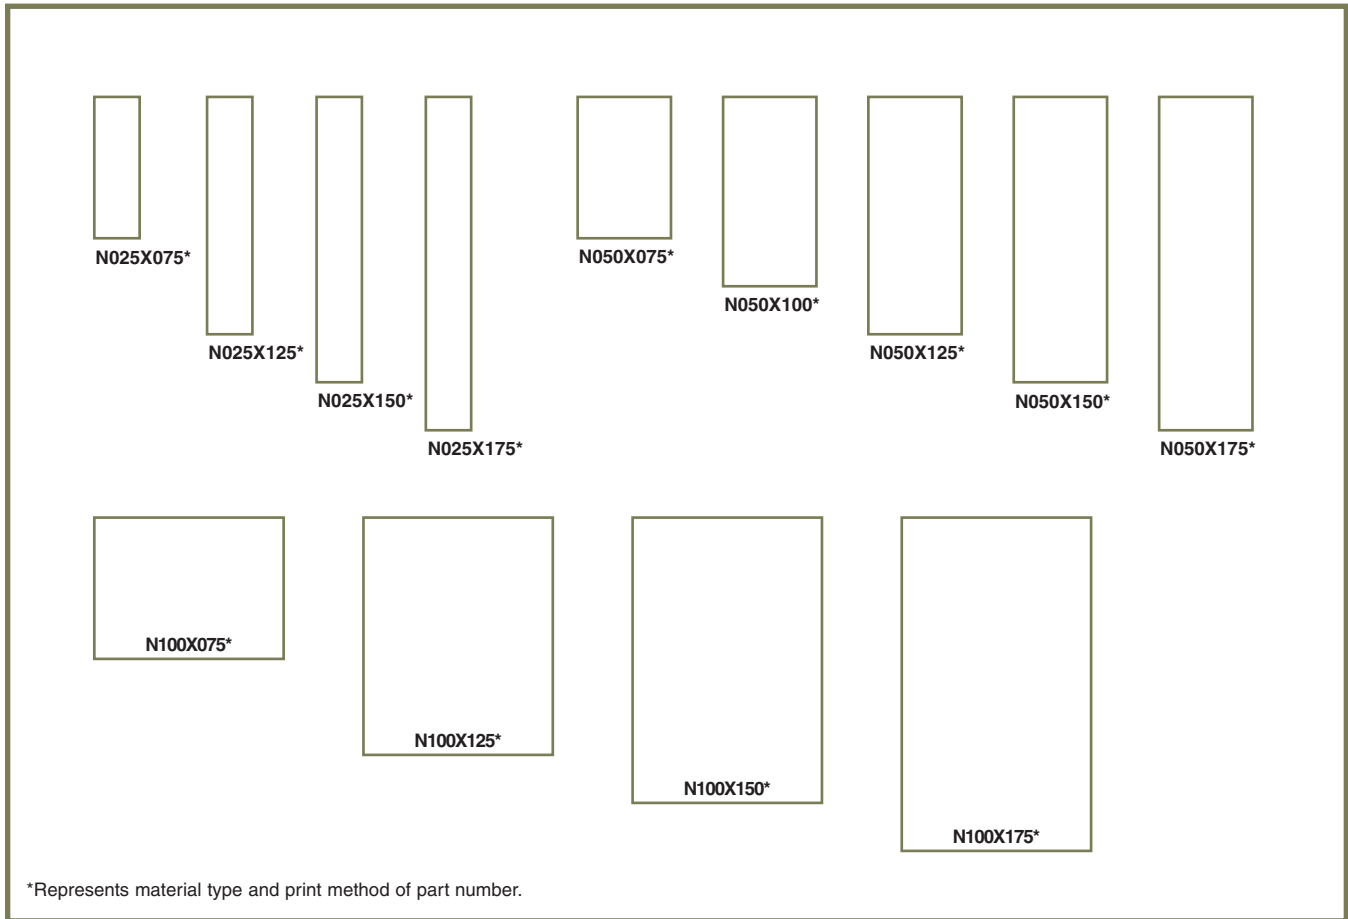 N025X075*
N025X125*
N025X150*
N025X175*
N050X075*
N050X100*
N050X125*
N050X150*
N050X175*
N100X075*
N100X125*
N100X150*
N100X175*
*Represents material type and print method of part number.